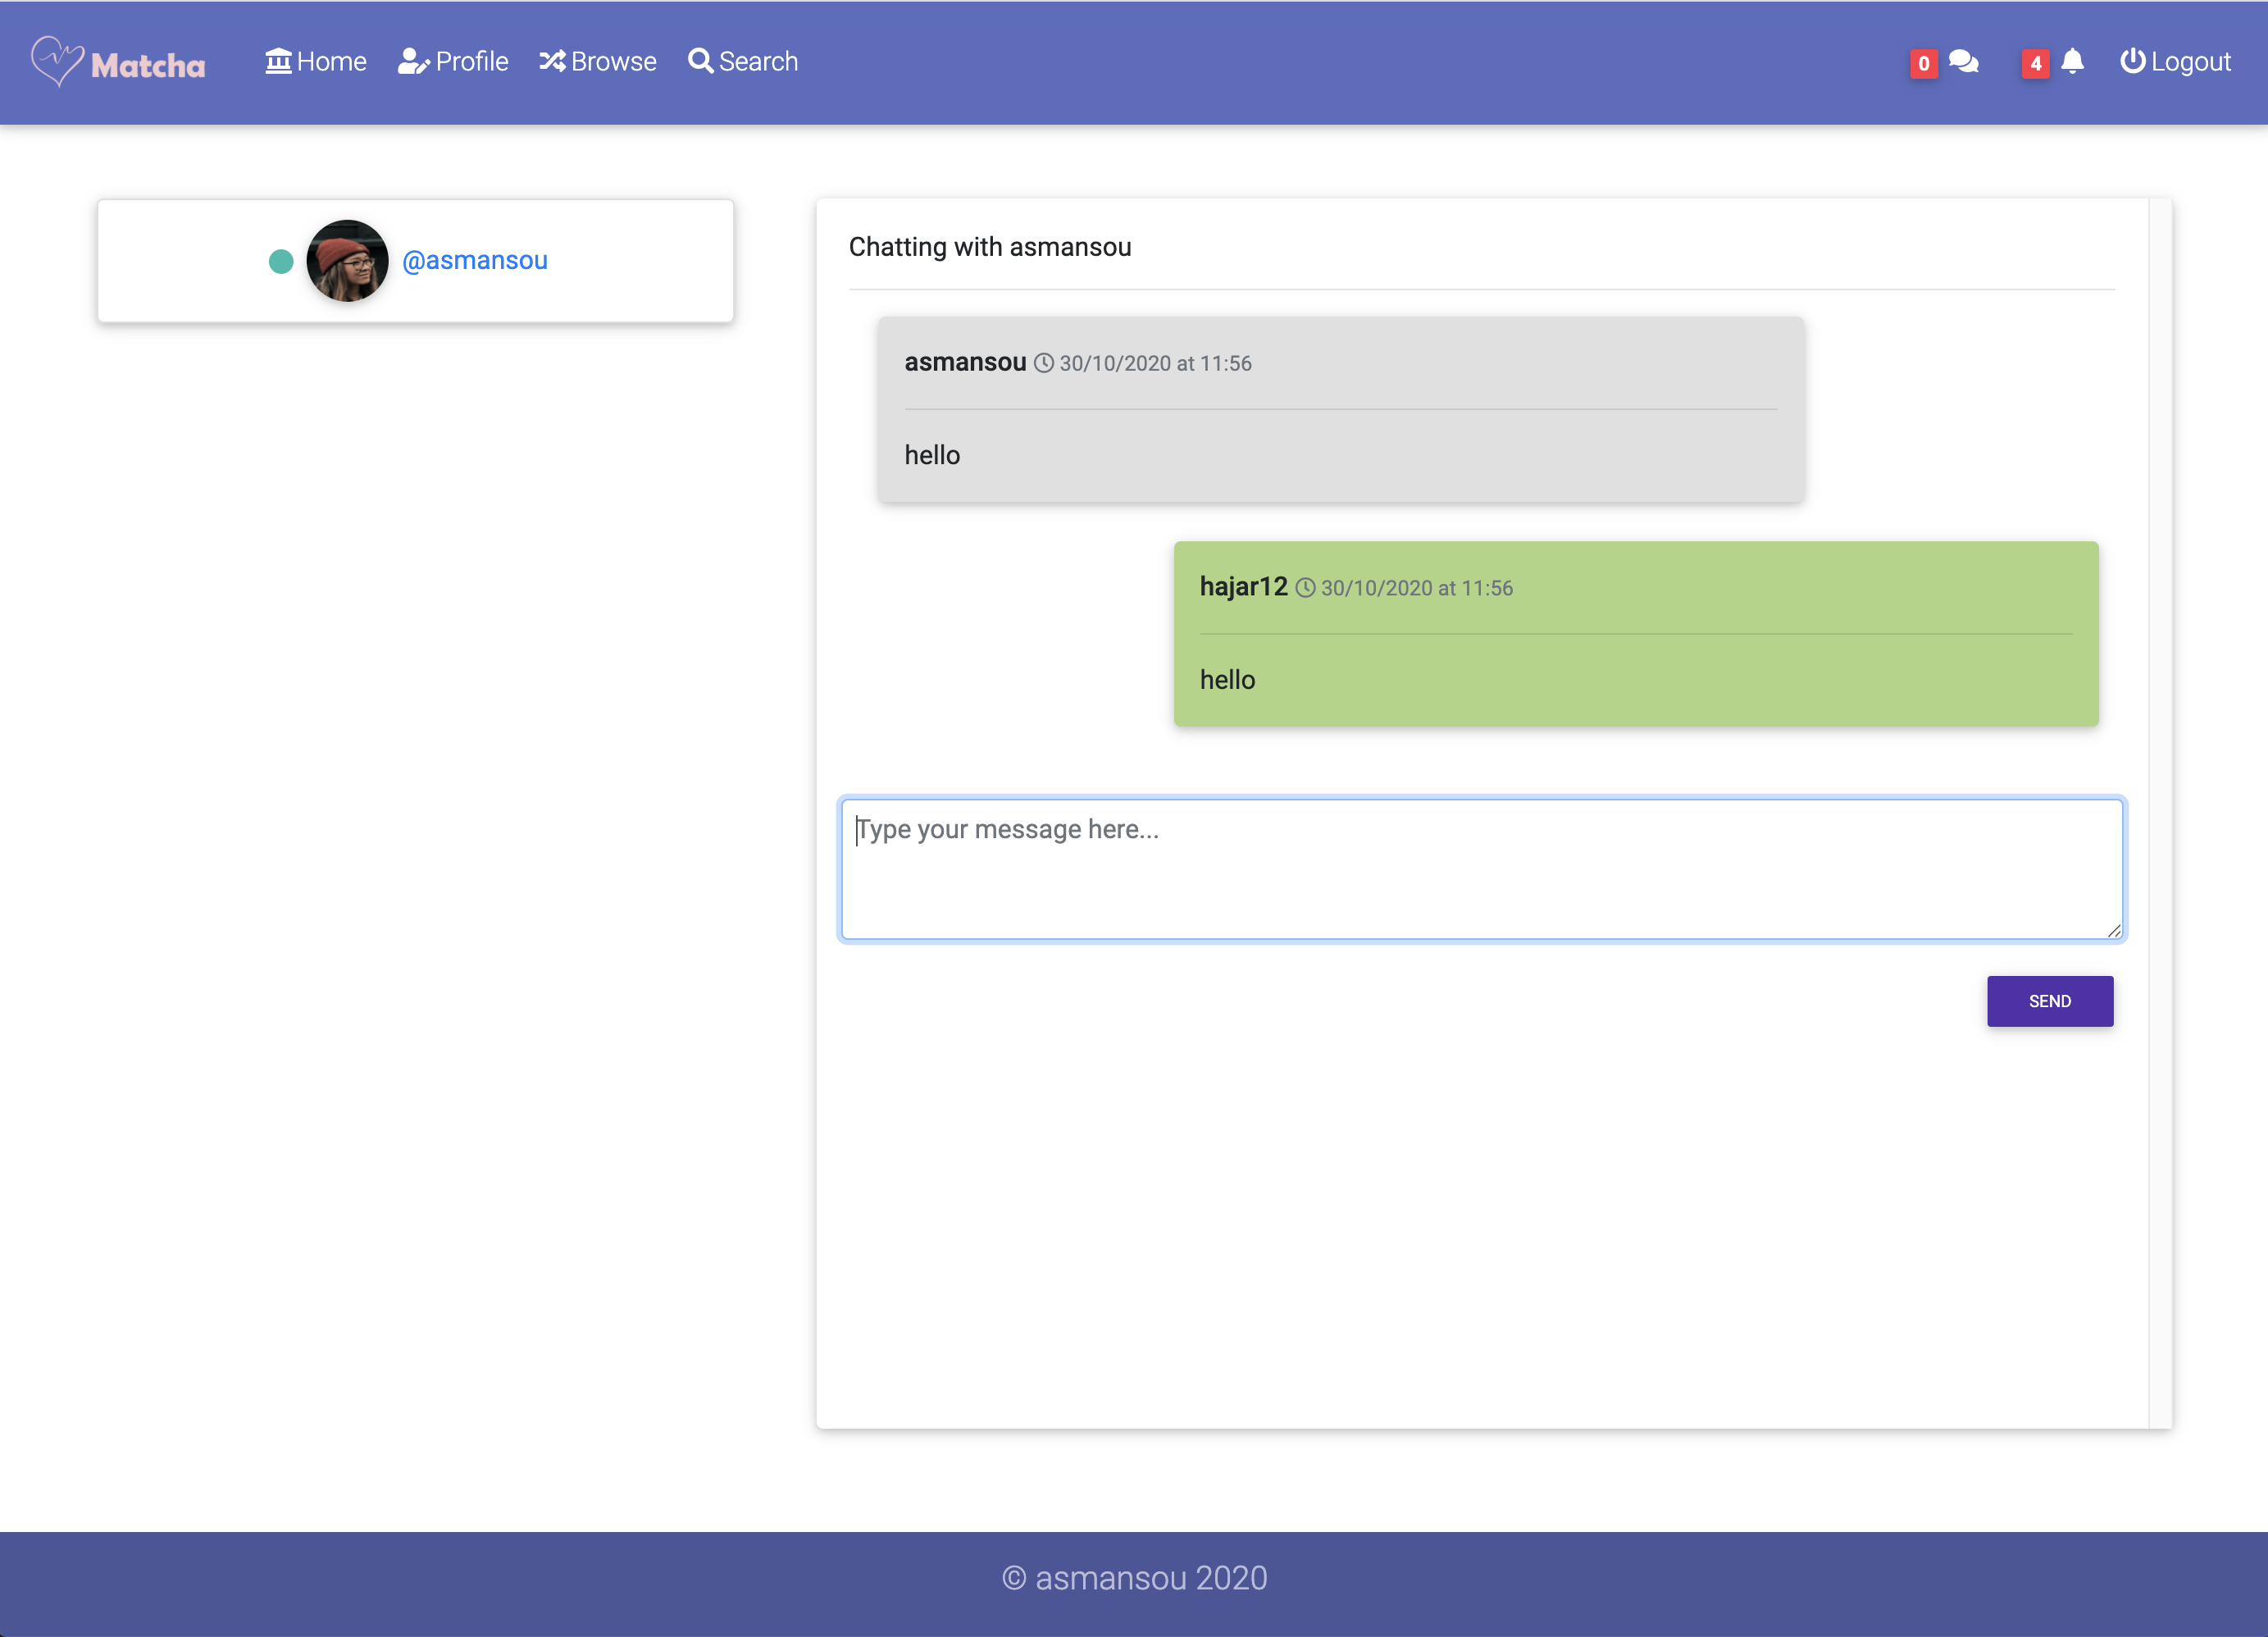 Matcha Home Profile Browse Search 0 4 Logout
@asmansou
Chatting with asmansou
asmansou 30/10/2020 at 11:56
hello
hajar12 30/10/2020 at 11:56
hello
Type your message here...
SEND
© asmansou 2020